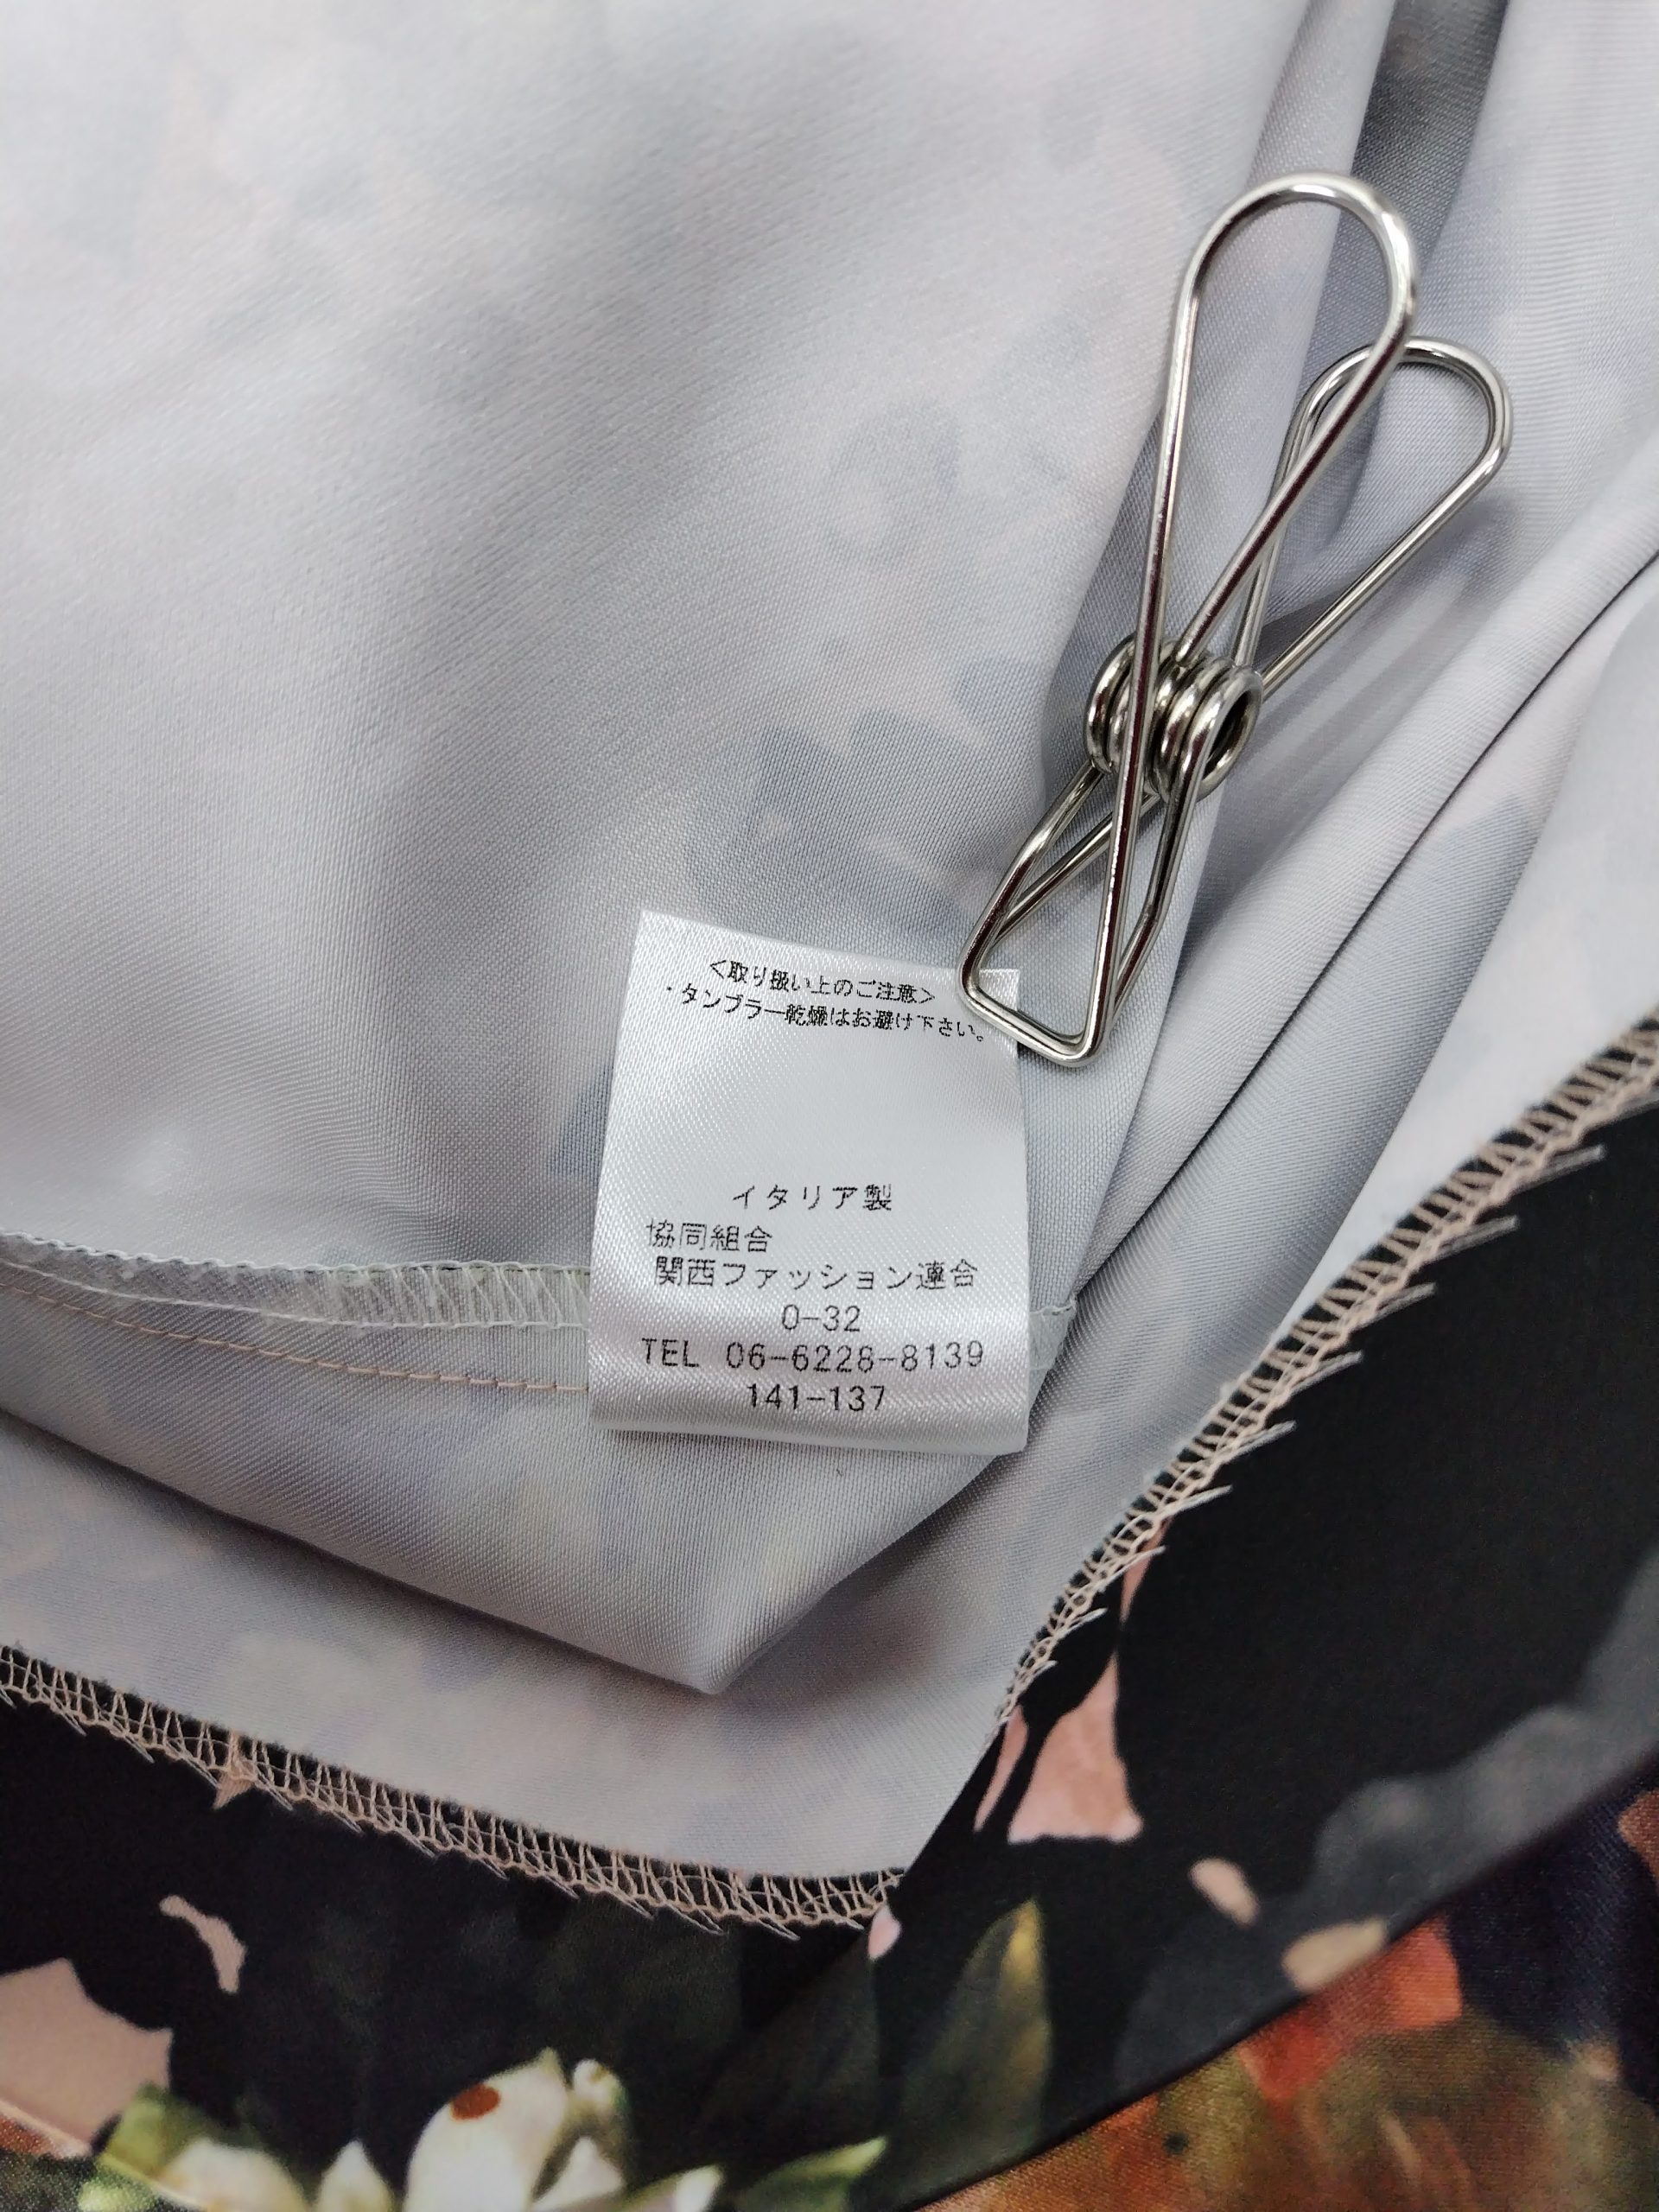 <取り扱い上のご注意>
・タンブラー乾燥はお避け下さい。
イタリア製
協同組合
関西ファッション連合
0-32
TEL 06-6228-8139
141-137